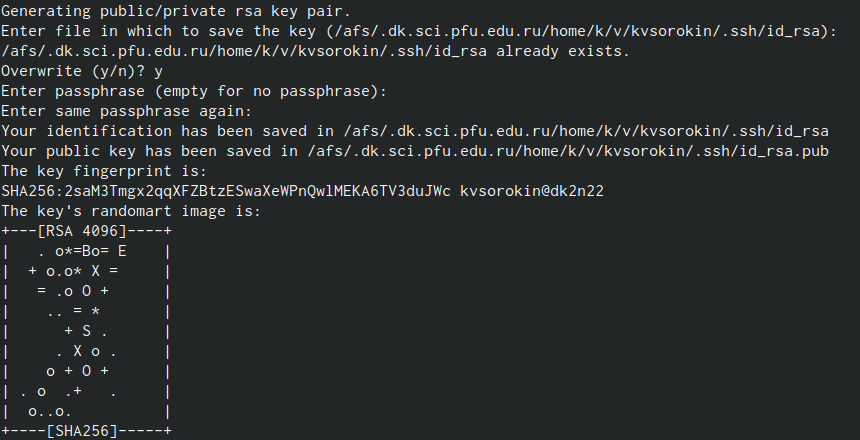 Generating public/private rsa key pair.
Enter file in which to save the key (/afs/.dk.sci.pfu.edu.ru/home/k/v/kvsorokin/.ssh/id_rsa):
/afs/.dk.sci.pfu.edu.ru/home/k/v/kvsorokin/.ssh/id_rsa already exists.
Overwrite (y/n)? y
Enter passphrase (empty for no passphrase):
Enter same passphrase again:
Your identification has been saved in /afs/.dk.sci.pfu.edu.ru/home/k/v/kvsorokin/.ssh/id_rsa
Your public key has been saved in /afs/.dk.sci.pfu.edu.ru/home/k/v/kvsorokin/.ssh/id_rsa.pub
The key fingerprint is:
SHA256:2saM3Tmgx2qqXFZBtzESwaXeWPnQwlMEKA6TV3duJWc kvsorokin@dk2n22
The key's randomart image is:
+---[RSA 4096]----+
|   . o*=Bo= E    |
|  + o.o* X =     |
|   = .o O +      |
|    .. = *       |
|      + S .      |
|     . X o .     |
|    o + O +      |
| . o  .+   .     |
|  o..o.          |
+----[SHA256]-----+